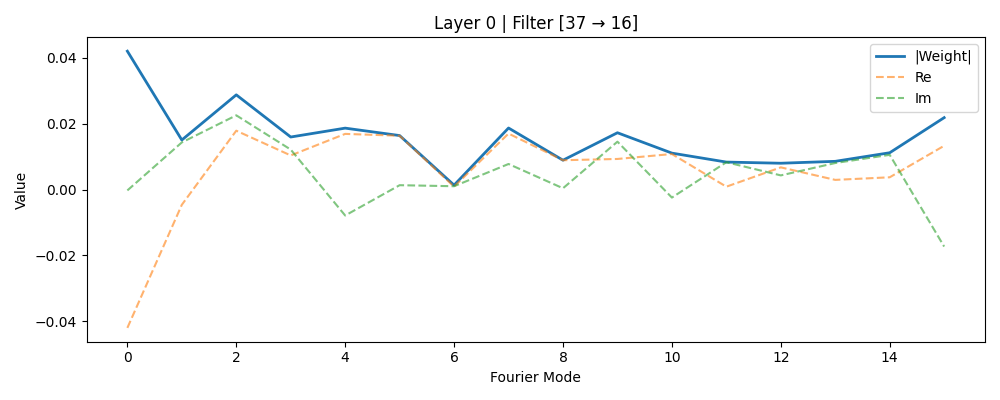 Layer 0 | Filter [37 → 16]
|Weight|
Re
Im
Value
0.04
0.02
0.00
−0.02
−0.04
0 2 4 6 8 10 12 14
Fourier Mode